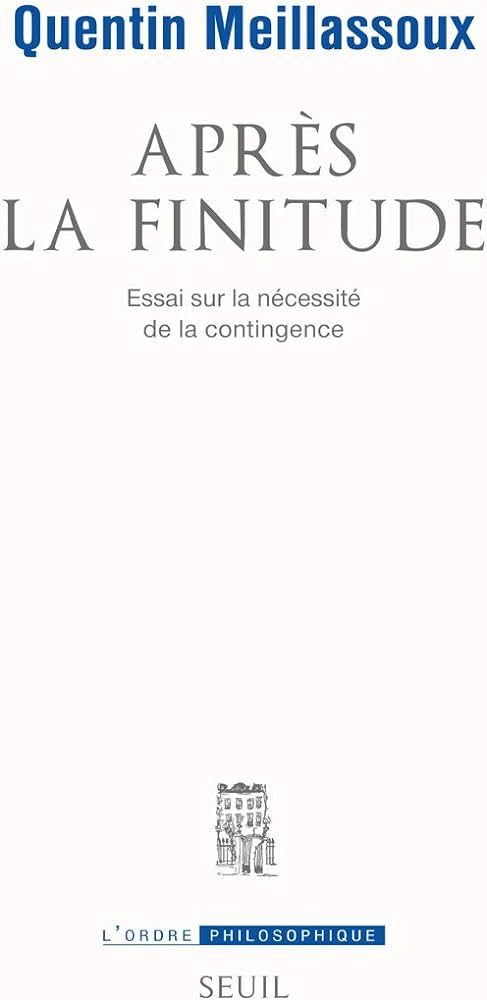 Quentin Meillassoux
APRÈS
LA FINITUDE
Essai sur la nécessité
de la contingence
L'ORDRE PHILOSOPHIQUE
SEUIL